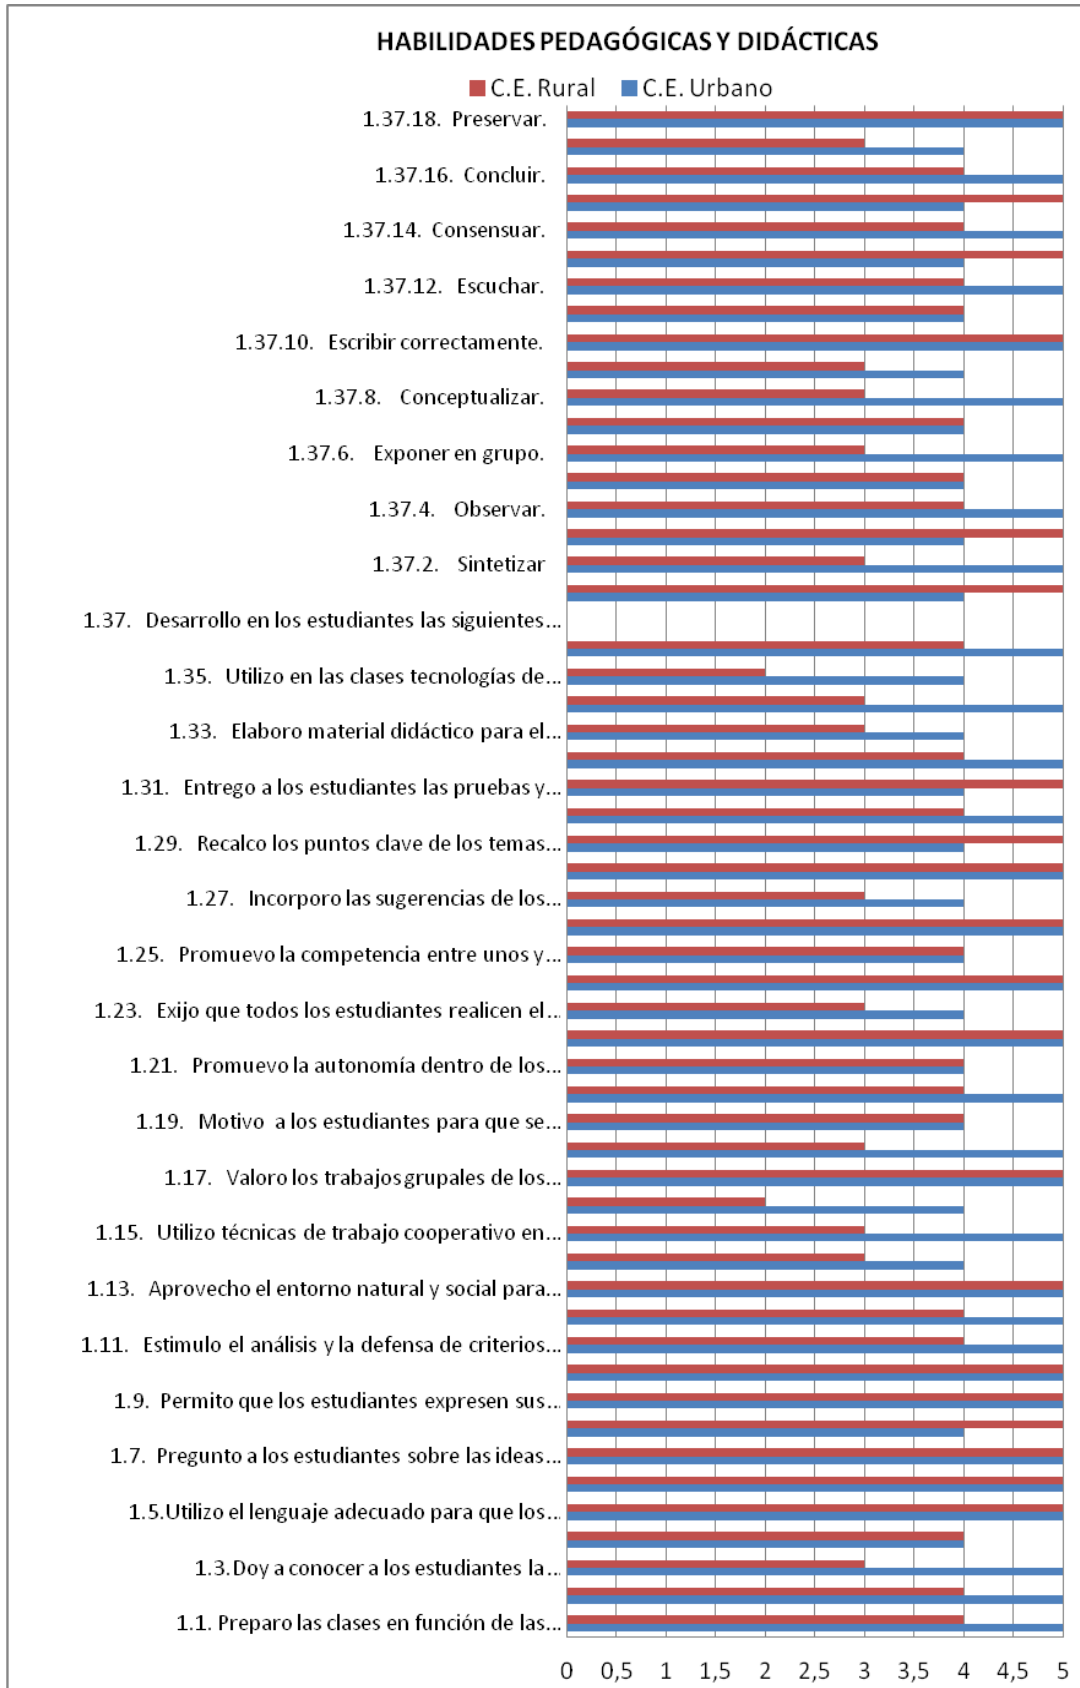 HABILIDADES PEDAGÓGICAS Y DIDÁCTICAS
C.E. Rural C.E. Urbano
1.37.18. Preservar.
1.37.16. Concluir.
1.37.14. Consensuar.
1.37.12. Escuchar.
1.37.10. Escribir correctamente.
1.37.8. Conceptualizar.
1.37.6. Exponer en grupo.
1.37.4. Observar.
1.37.2. Sintetizar
1.37. Desarrollo en los estudiantes las siguientes...
1.35. Utilizo en las clases tecnologías de...
1.33. Elaboro material didáctico para el...
1.31. Entrego a los estudiantes las pruebas y...
1.29. Recalco los puntos clave de los temas...
1.27. Incorporo las sugerencias de los...
1.25. Promuevo la competencia entre unos y...
1.23. Exijo que todos los estudiantes realicen el...
1.21. Promuevo la autonomía dentro de los...
1.19. Motivo a los estudiantes para que se...
1.17. Valoro los trabajos grupales de los...
1.15. Utilizo técnicas de trabajo cooperativo en...
1.13. Aprovecho el entorno natural y social para...
1.11. Estimulo el análisis y la defensa de criterios...
1.9. Permito que los estudiantes expresen sus...
1.7. Pregunto a los estudiantes sobre las ideas...
1.5.Utilizo el lenguaje adecuado para que los...
1.3.Doy a conocer a los estudiantes la...
1.1. Preparo las clases en función de las...
0 0,5 1 1,5 2 2,5 3 3,5 4 4,5 5